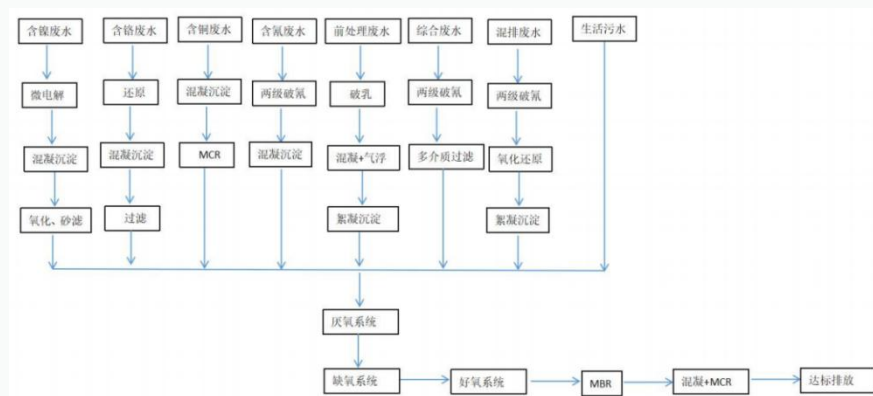 含镍废水
含铬废水
含铜废水
含氰废水
前处理废水
综合废水
混排废水
生活污水
微电解
还原
混凝沉淀
两级破氰
破乳
两级破氰
两级破氰
混凝沉淀
混凝沉淀
MCR
混凝沉淀
混凝+气浮
多介质过滤
氧化还原
氧化、砂滤
过滤
絮凝沉淀
絮凝沉淀
厌氧系统
缺氧系统
好氧系统
MBR
混凝+MCR
达标排放